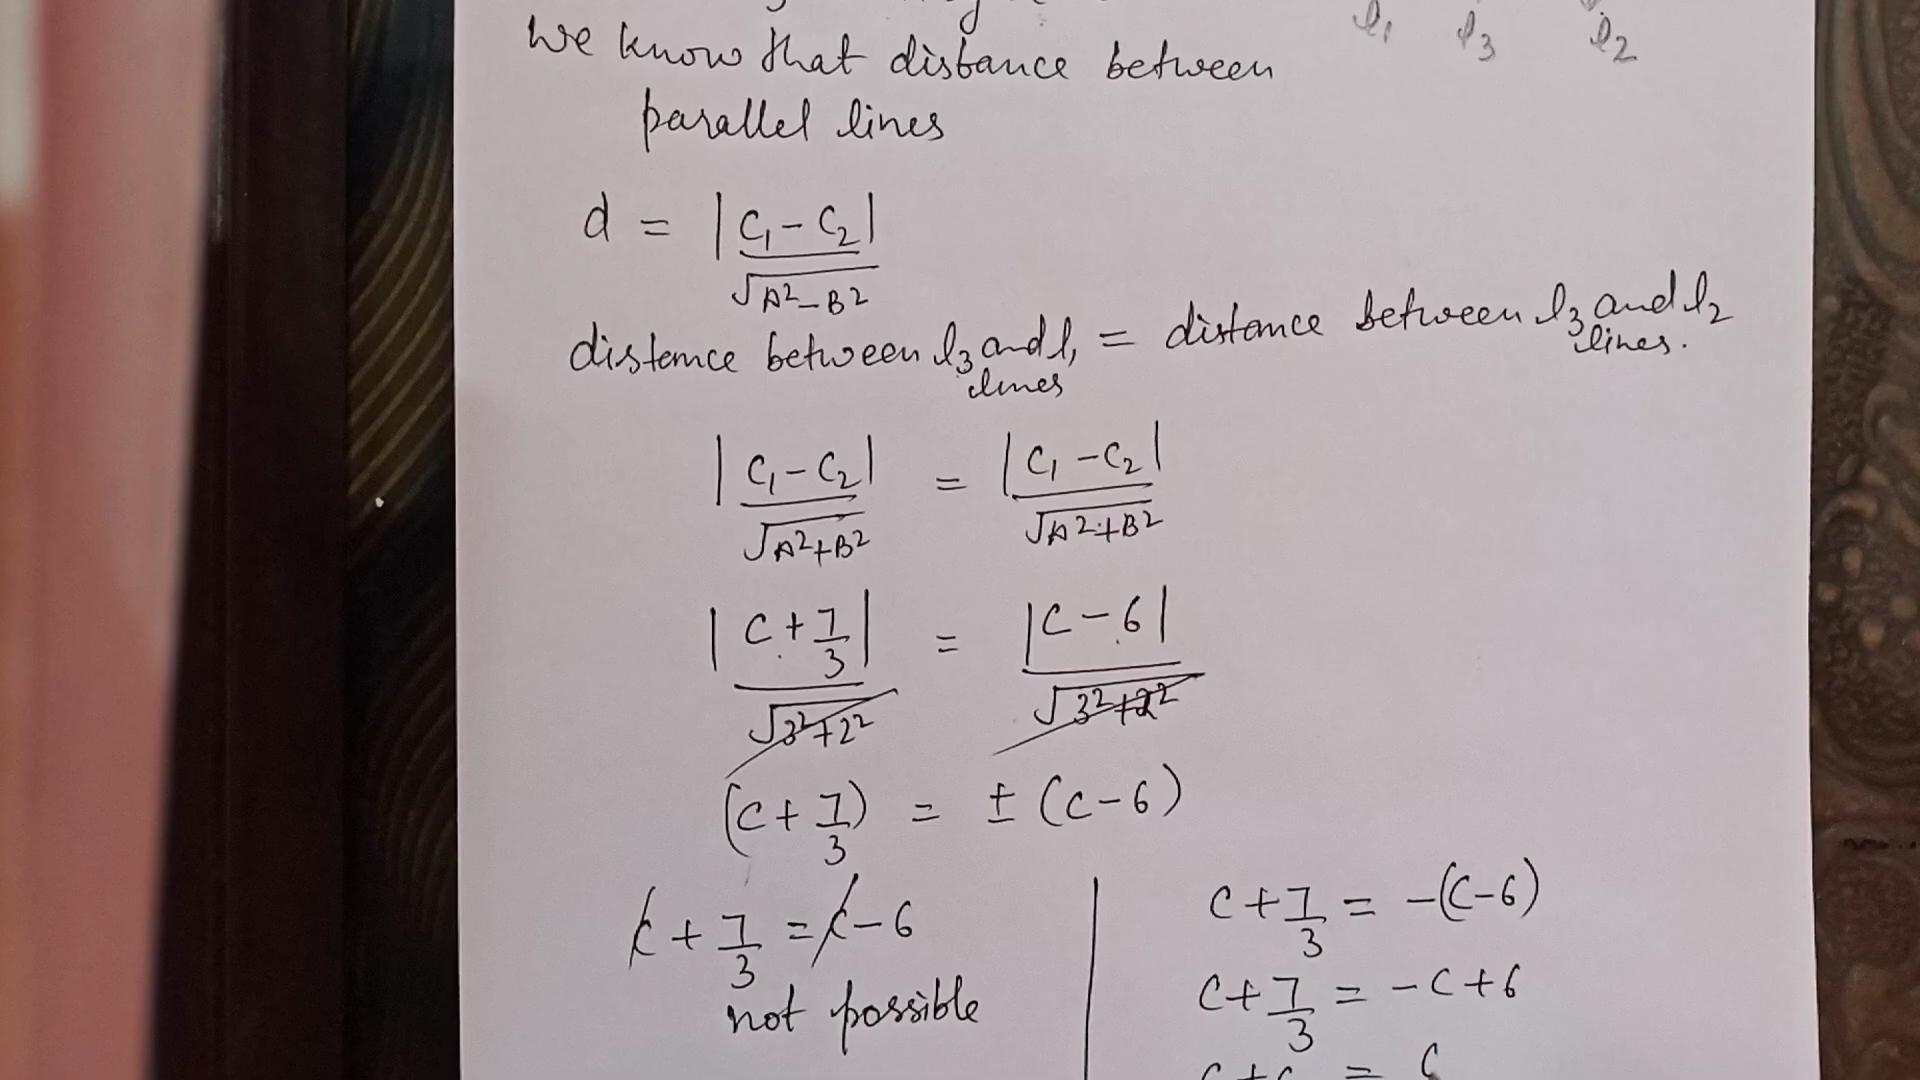 l₁ l₃ l₂
We know that distance between
parallel lines
d = |C₁ - C₂| / √A² - B²
distance between l₃ and l₁ lines = distance between l₃ and l₂ lines.
|C₁ - C₂| / √A² + B² = |C₁ - C₂| / √A² + B²
|C + 7/3| / √3² + 2² = |C - 6| / √3² + 2²
(C + 7/3) = ± (C - 6)
C + 7/3 = C - 6
not possible
C + 7/3 = -(C - 6)
C + 7/3 = - C + 6